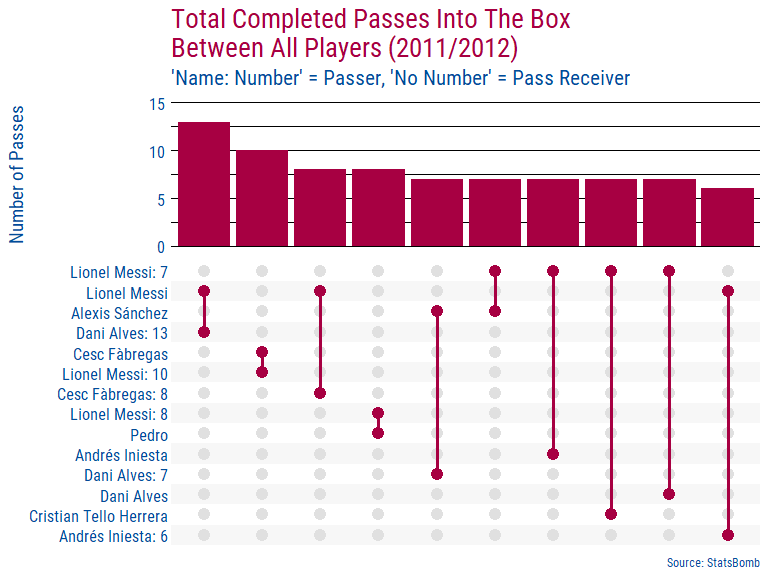 Total Completed Passes Into The Box
Between All Players (2011/2012)
'Name: Number' = Passer, 'No Number' = Pass Receiver
Number of Passes
15
10
5
0
Lionel Messi: 7
Lionel Messi
Alexis Sánchez
Dani Alves: 13
Cesc Fàbregas
Lionel Messi: 10
Cesc Fàbregas: 8
Lionel Messi: 8
Pedro
Andrés Iniesta
Dani Alves: 7
Dani Alves
Cristian Tello Herrera
Andrés Iniesta: 6
Source: StatsBomb